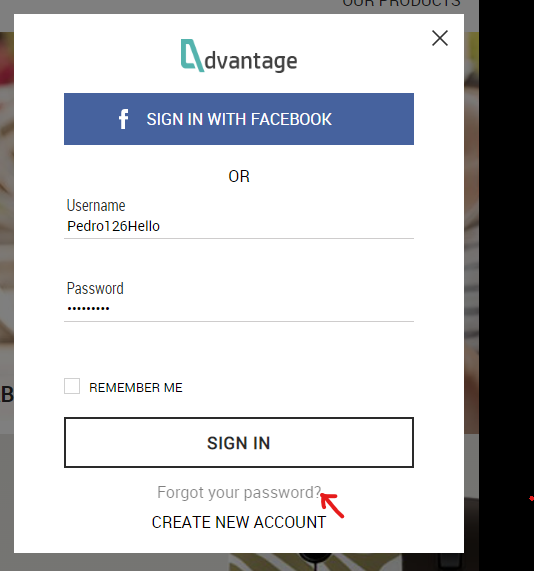 OUR PRODUCTS
dvantage
f SIGN IN WITH FACEBOOK
OR
Username
Pedro126Hello
Password
•••••••••
REMEMBER ME
SIGN IN
Forgot your password?
CREATE NEW ACCOUNT